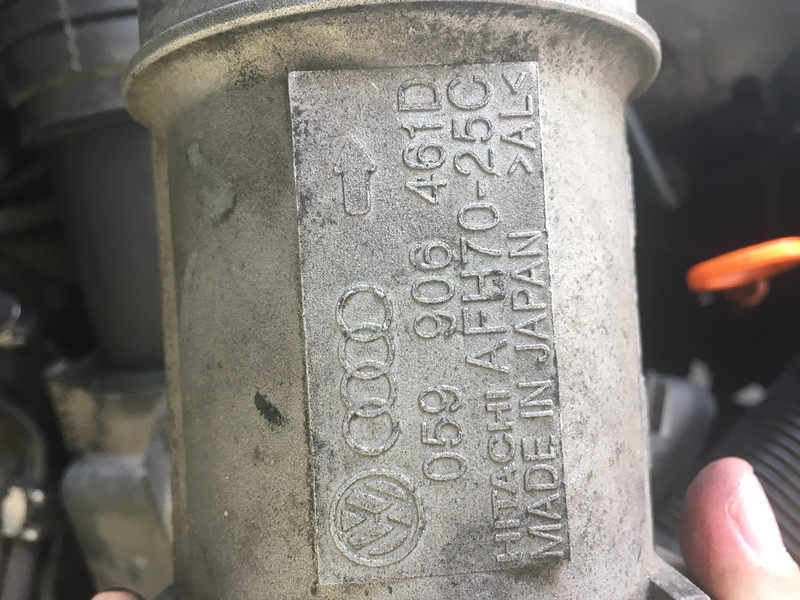 059 906 461D
HITACHI AFH70-25C
MADE IN JAPAN >AL<